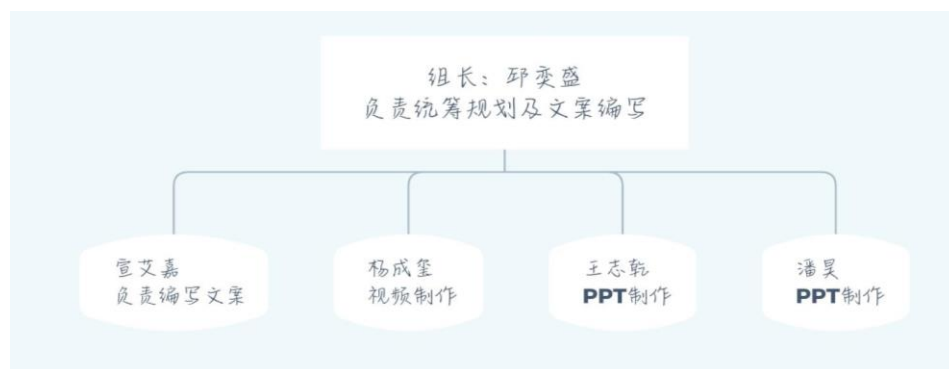 组长：邱奕盛
负责统筹规划及文案编写
宣艾嘉
负责编写文案
杨成玺
视频制作
王志乾
PPT制作
潘昊
PPT制作